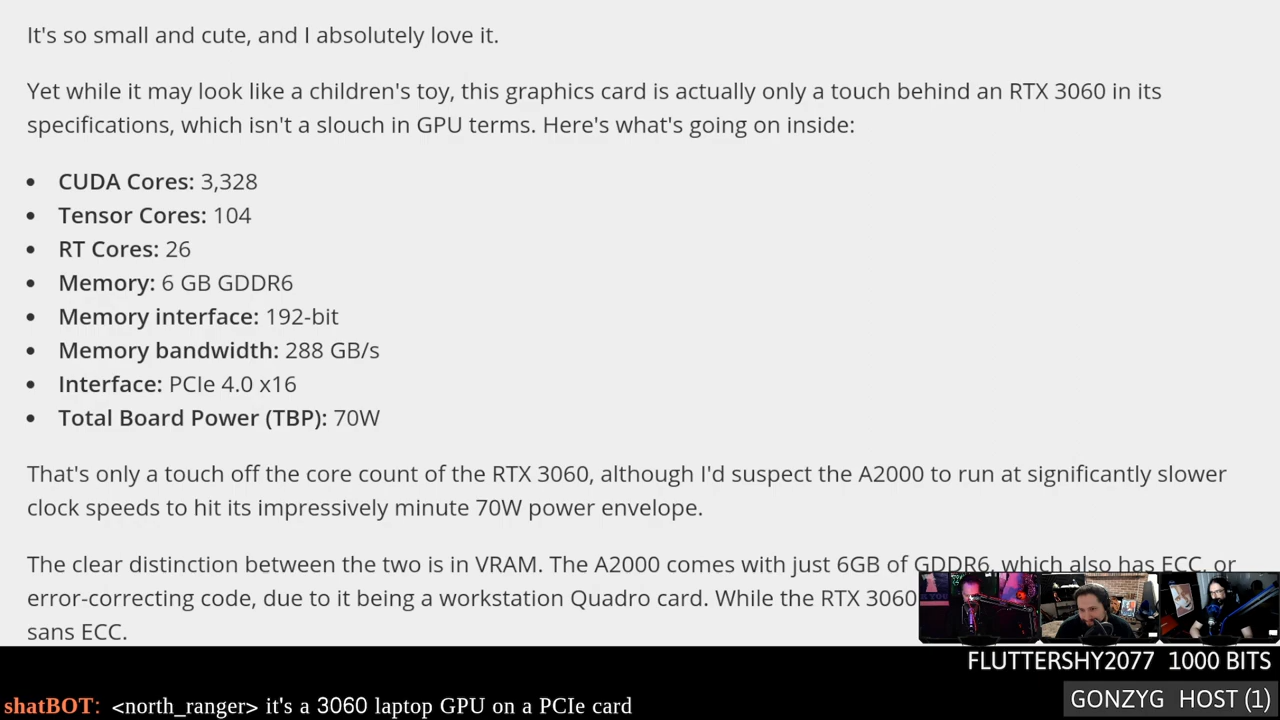 It's so small and cute, and I absolutely love it.
Yet while it may look like a children's toy, this graphics card is actually only a touch behind an RTX 3060 in its
specifications, which isn't a slouch in GPU terms. Here's what's going on inside:
• CUDA Cores: 3,328
• Tensor Cores: 104
• RT Cores: 26
• Memory: 6 GB GDDR6
• Memory interface: 192-bit
• Memory bandwidth: 288 GB/s
• Interface: PCIe 4.0 x16
• Total Board Power (TBP): 70W
That's only a touch off the core count of the RTX 3060, although I'd suspect the A2000 to run at significantly slower
clock speeds to hit its impressively minute 70W power envelope.
The clear distinction between the two is in VRAM. The A2000 comes with just 6GB of GDDR6, which also has ECC, or
error-correcting code, due to it being a workstation Quadro card. While the RTX 3060
sans ECC.
FLUTTERSHY2077 1000 BITS
GONZYG HOST (1)
shatBOT: <north_ranger> it's a 3060 laptop GPU on a PCIe card